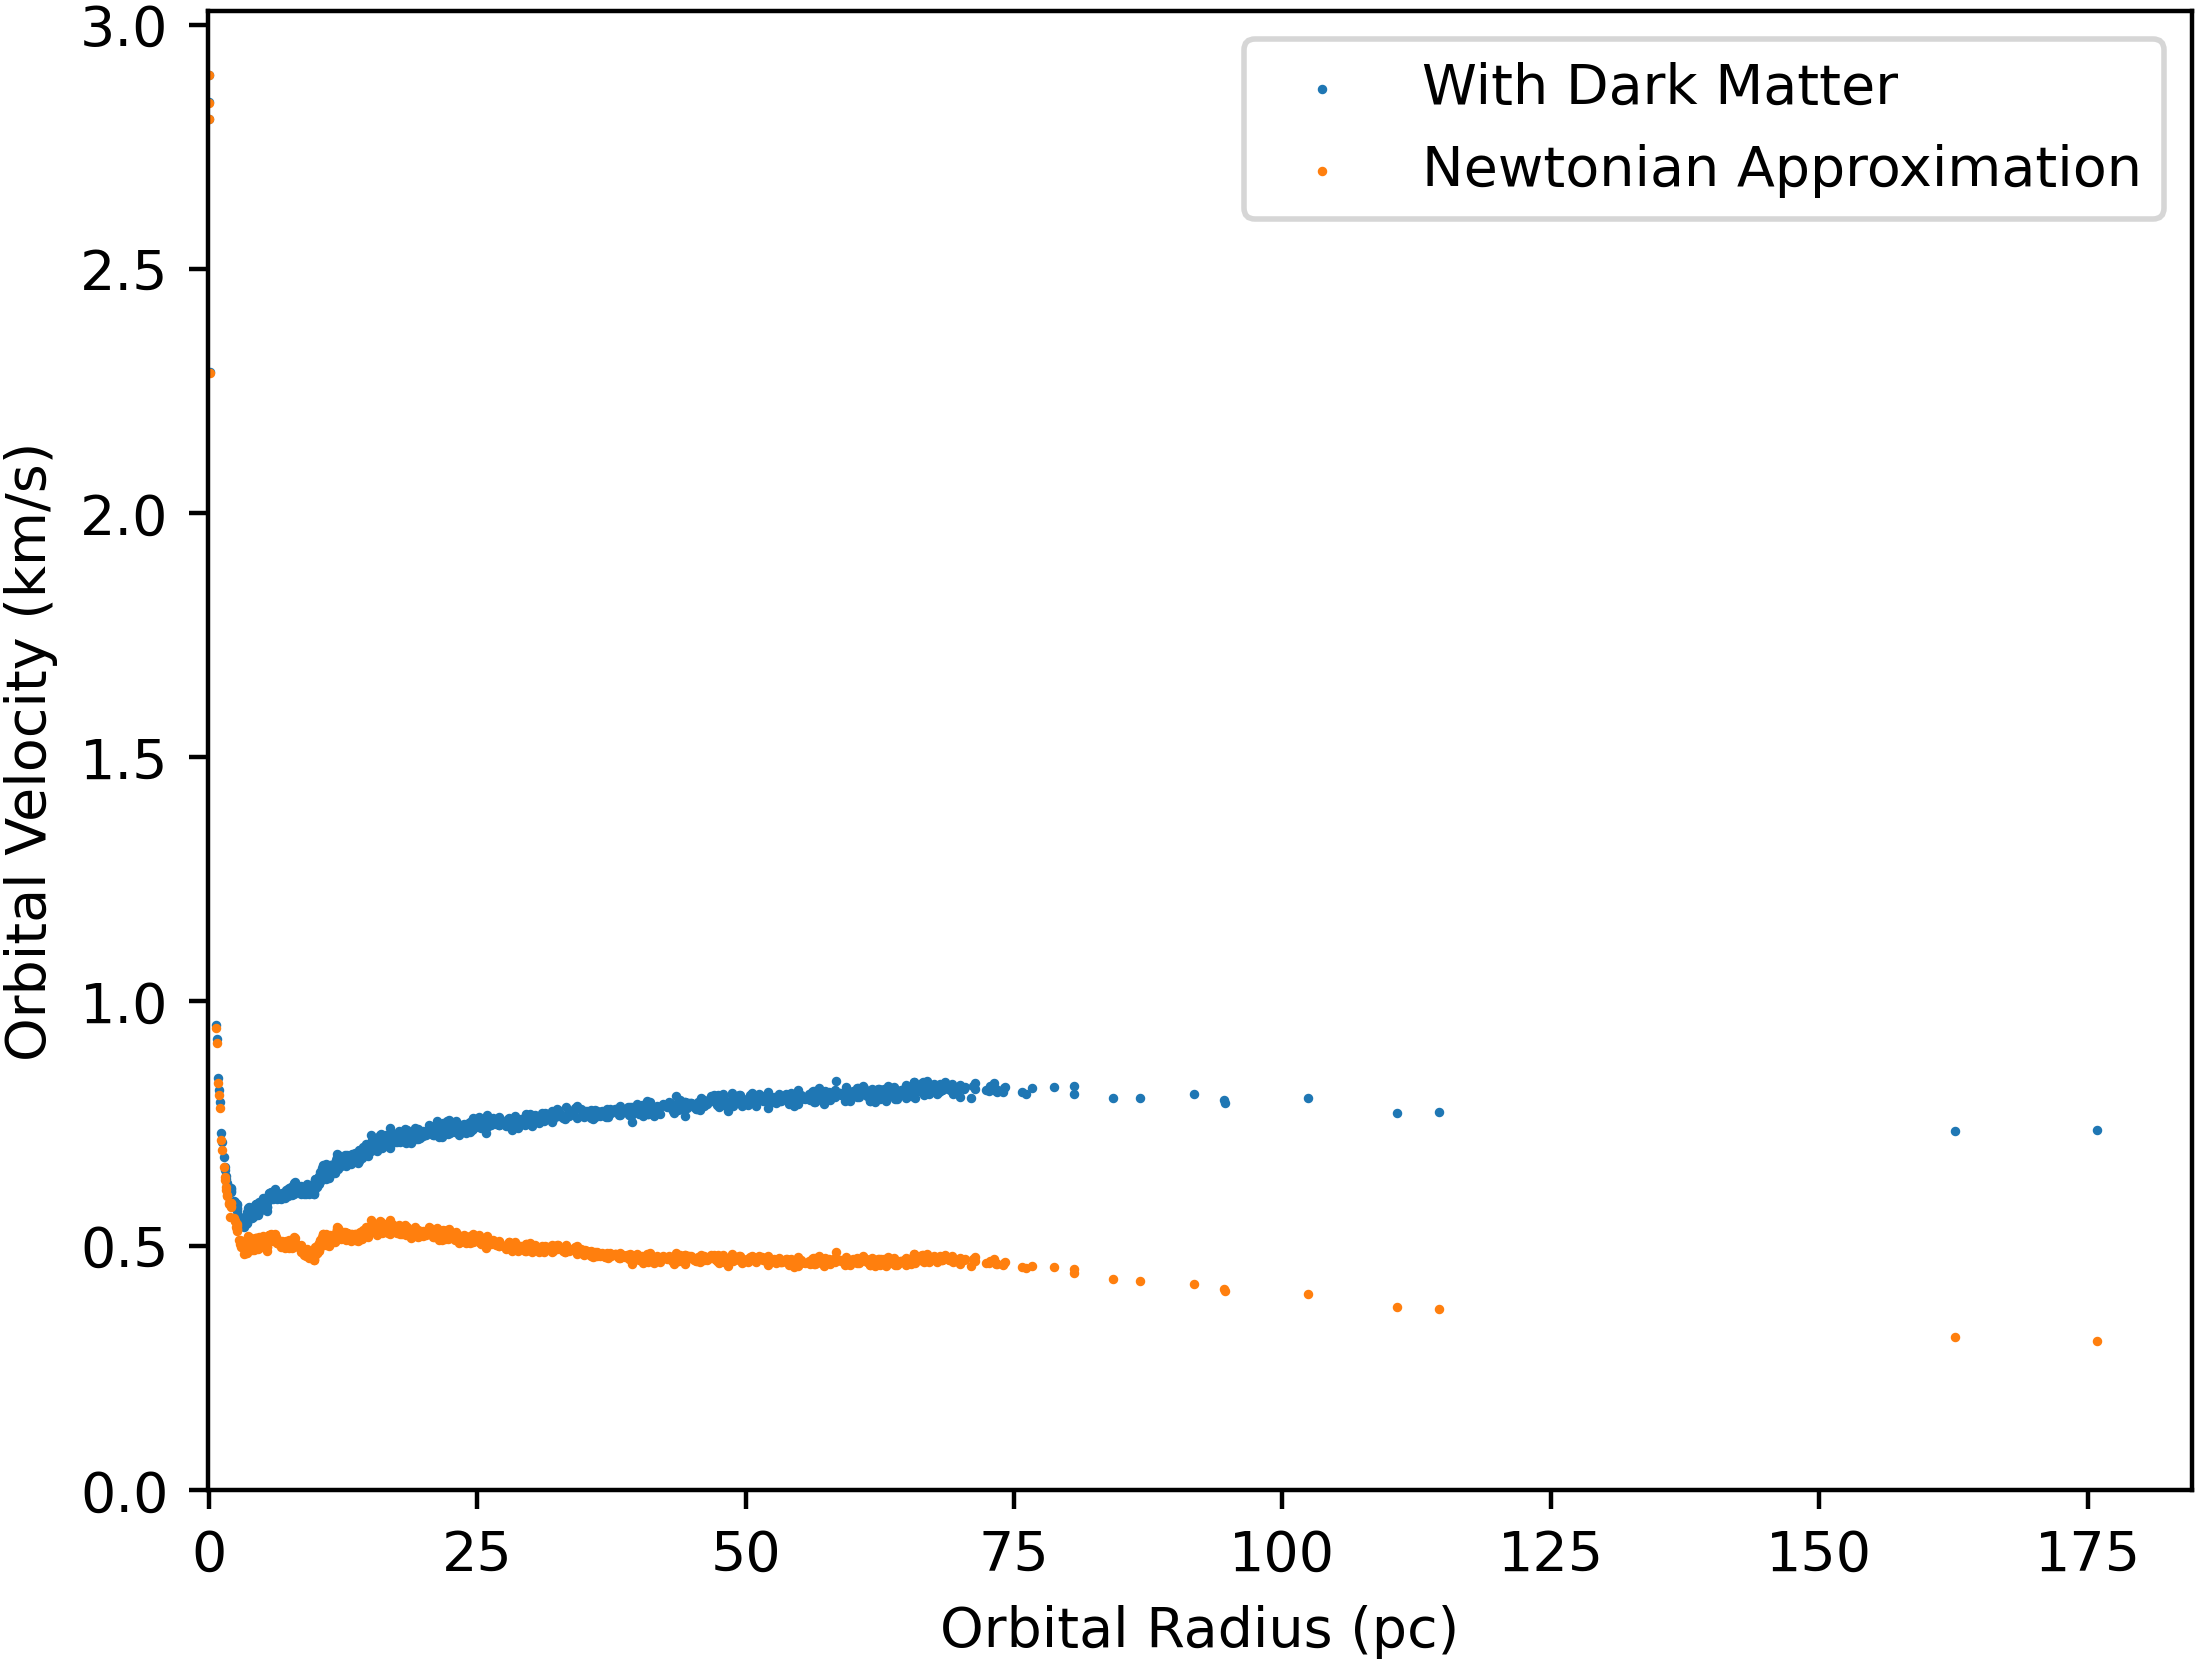 With Dark Matter
Newtonian Approximation
Orbital Velocity (km/s)
3.0
2.5
2.0
1.5
1.0
0.5
0.0
0 25 50 75 100 125 150 175
Orbital Radius (pc)